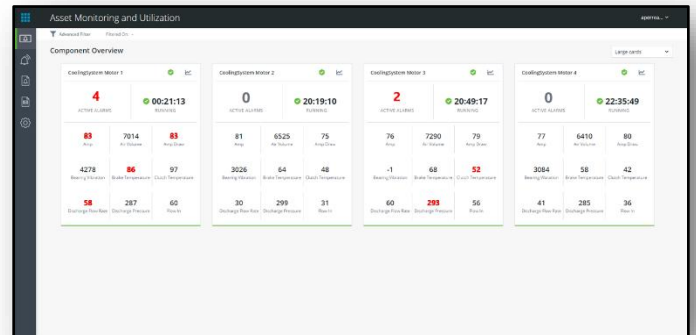 Asset Monitoring and Utilization
Advanced Filter
Component Overview
Large cards
CoolingSystem Motor 1
4
ACTIVE ALARMS
00:21:13
RUNNING
83 7014 83
Amp Air Volume Amp Draw
4278 86 97
Bearing Vibration Brake Temperature Clutch Temperature
58 287 60
Discharge Flow Rate Discharge Pressure Flow In
CoolingSystem Motor 2
0
ACTIVE ALARMS
20:19:10
RUNNING
81 6525 75
Amp Air Volume Amp Draw
3026 64 48
Bearing Vibration Brake Temperature Clutch Temperature
30 299 31
Discharge Flow Rate Discharge Pressure Flow In
CoolingSystem Motor 3
2
ACTIVE ALARMS
20:49:17
RUNNING
76 7290 79
Amp Air Volume Amp Draw
-1 68 52
Bearing Vibration Brake Temperature Clutch Temperature
60 293 56
Discharge Flow Rate Discharge Pressure Flow In
CoolingSystem Motor 4
0
ACTIVE ALARMS
22:35:49
RUNNING
77 6410 80
Amp Air Volume Amp Draw
3084 58 42
Bearing Vibration Brake Temperature Clutch Temperature
41 285 36
Discharge Flow Rate Discharge Pressure Flow In